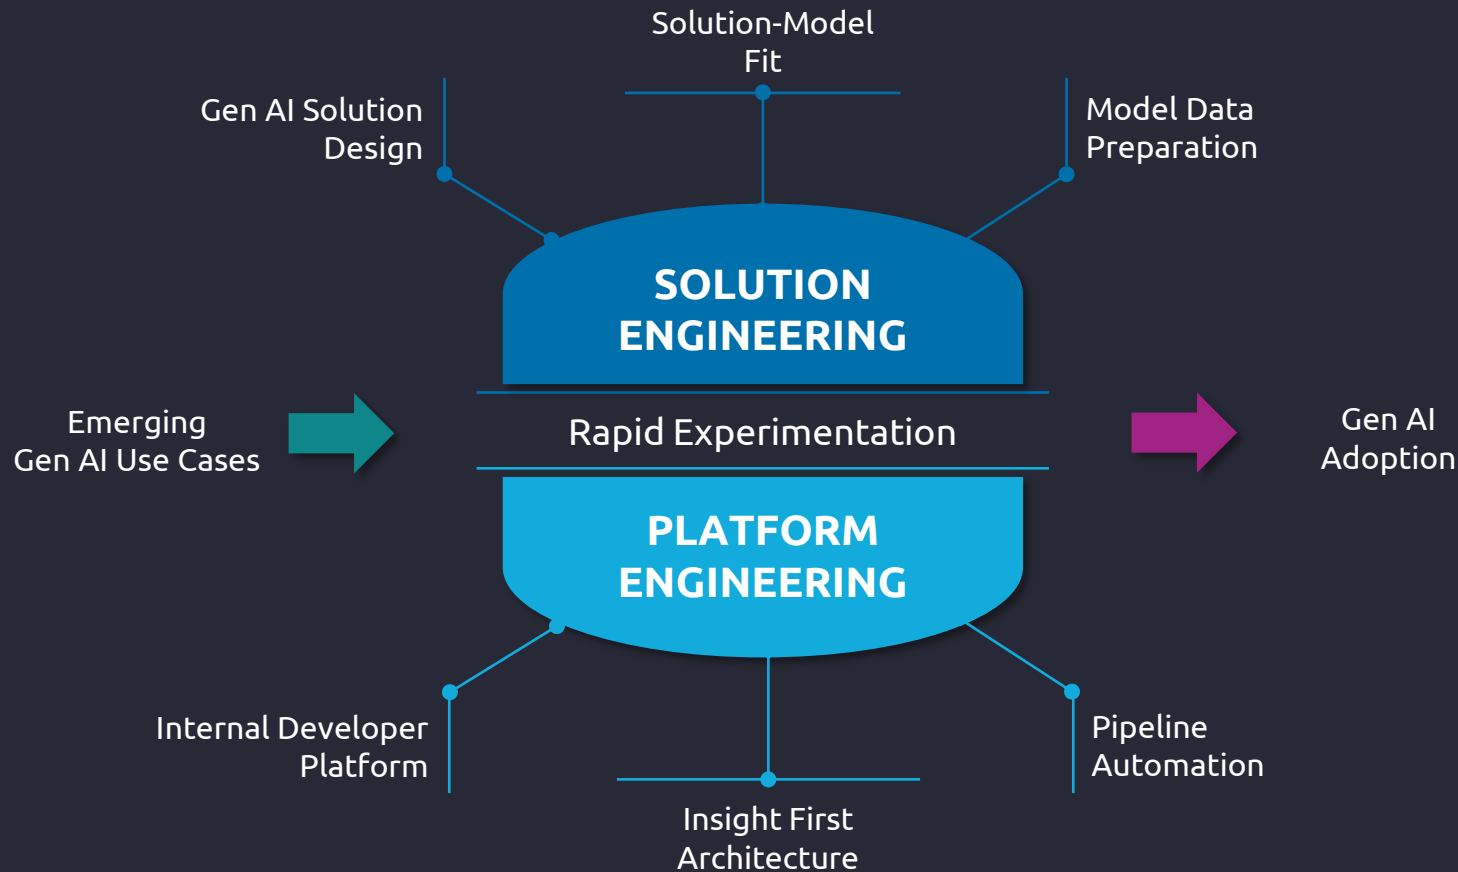 Solution-Model
Fit
Gen AI Solution
Design
Model Data
Preparation
SOLUTION
ENGINEERING
Emerging
Gen AI Use Cases
Rapid Experimentation
Gen AI
Adoption
PLATFORM
ENGINEERING
Internal Developer
Platform
Insight First
Architecture
Pipeline
Automation